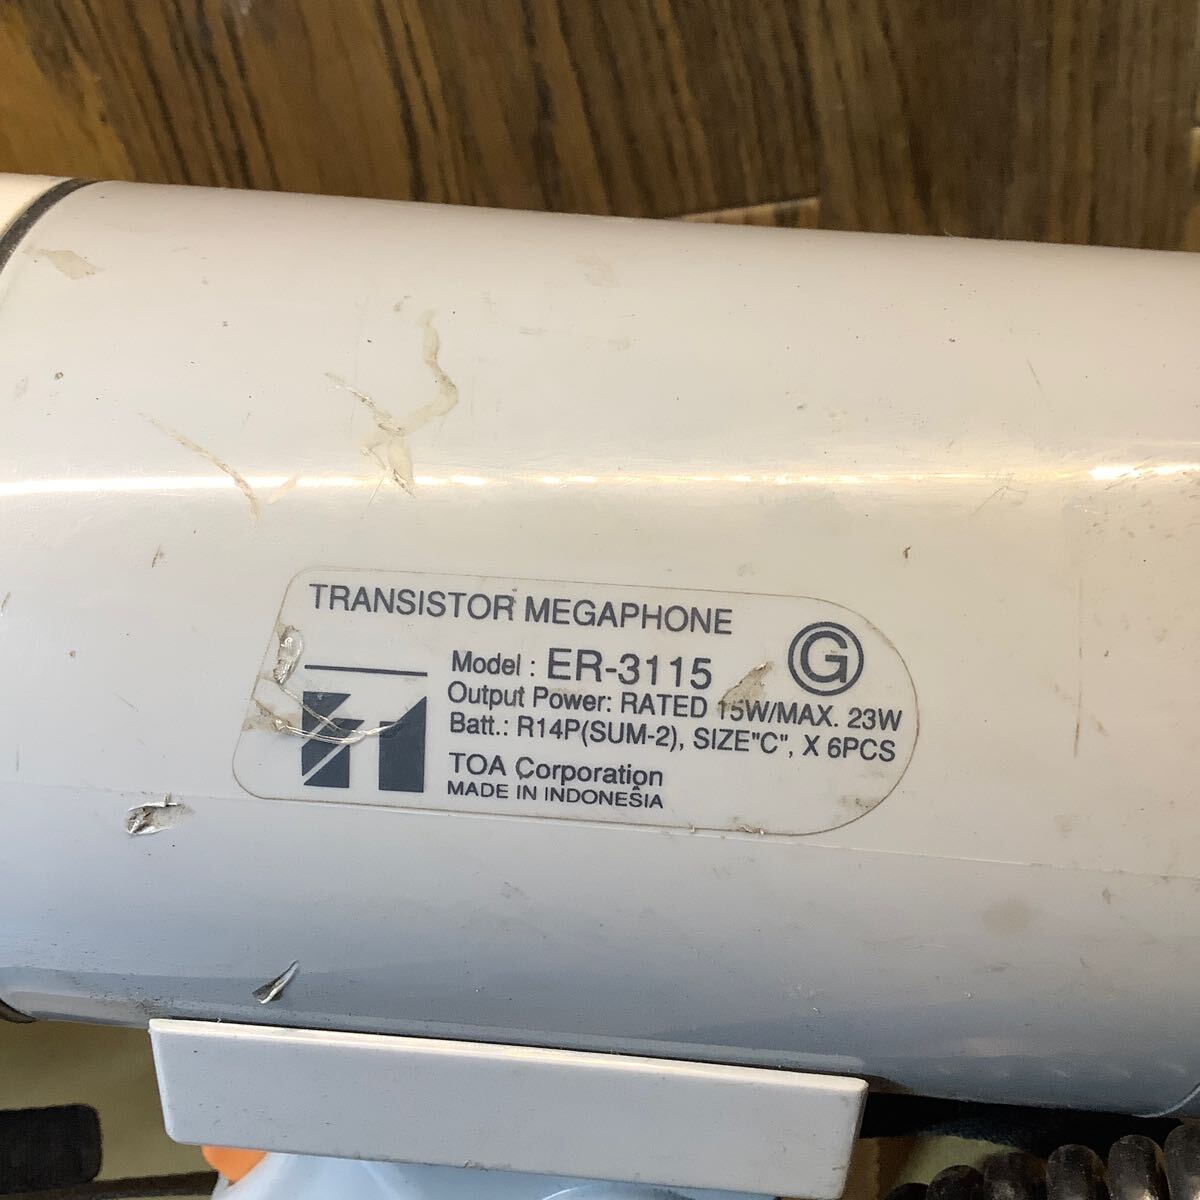 TRANSISTOR MEGAPHONE
G
Model : ER-3115
Output Power: RATED 15W/MAX. 23W
Batt.: R14P(SUM-2), SIZE"C", X 6PCS
TOA Corporation
MADE IN INDONESIA